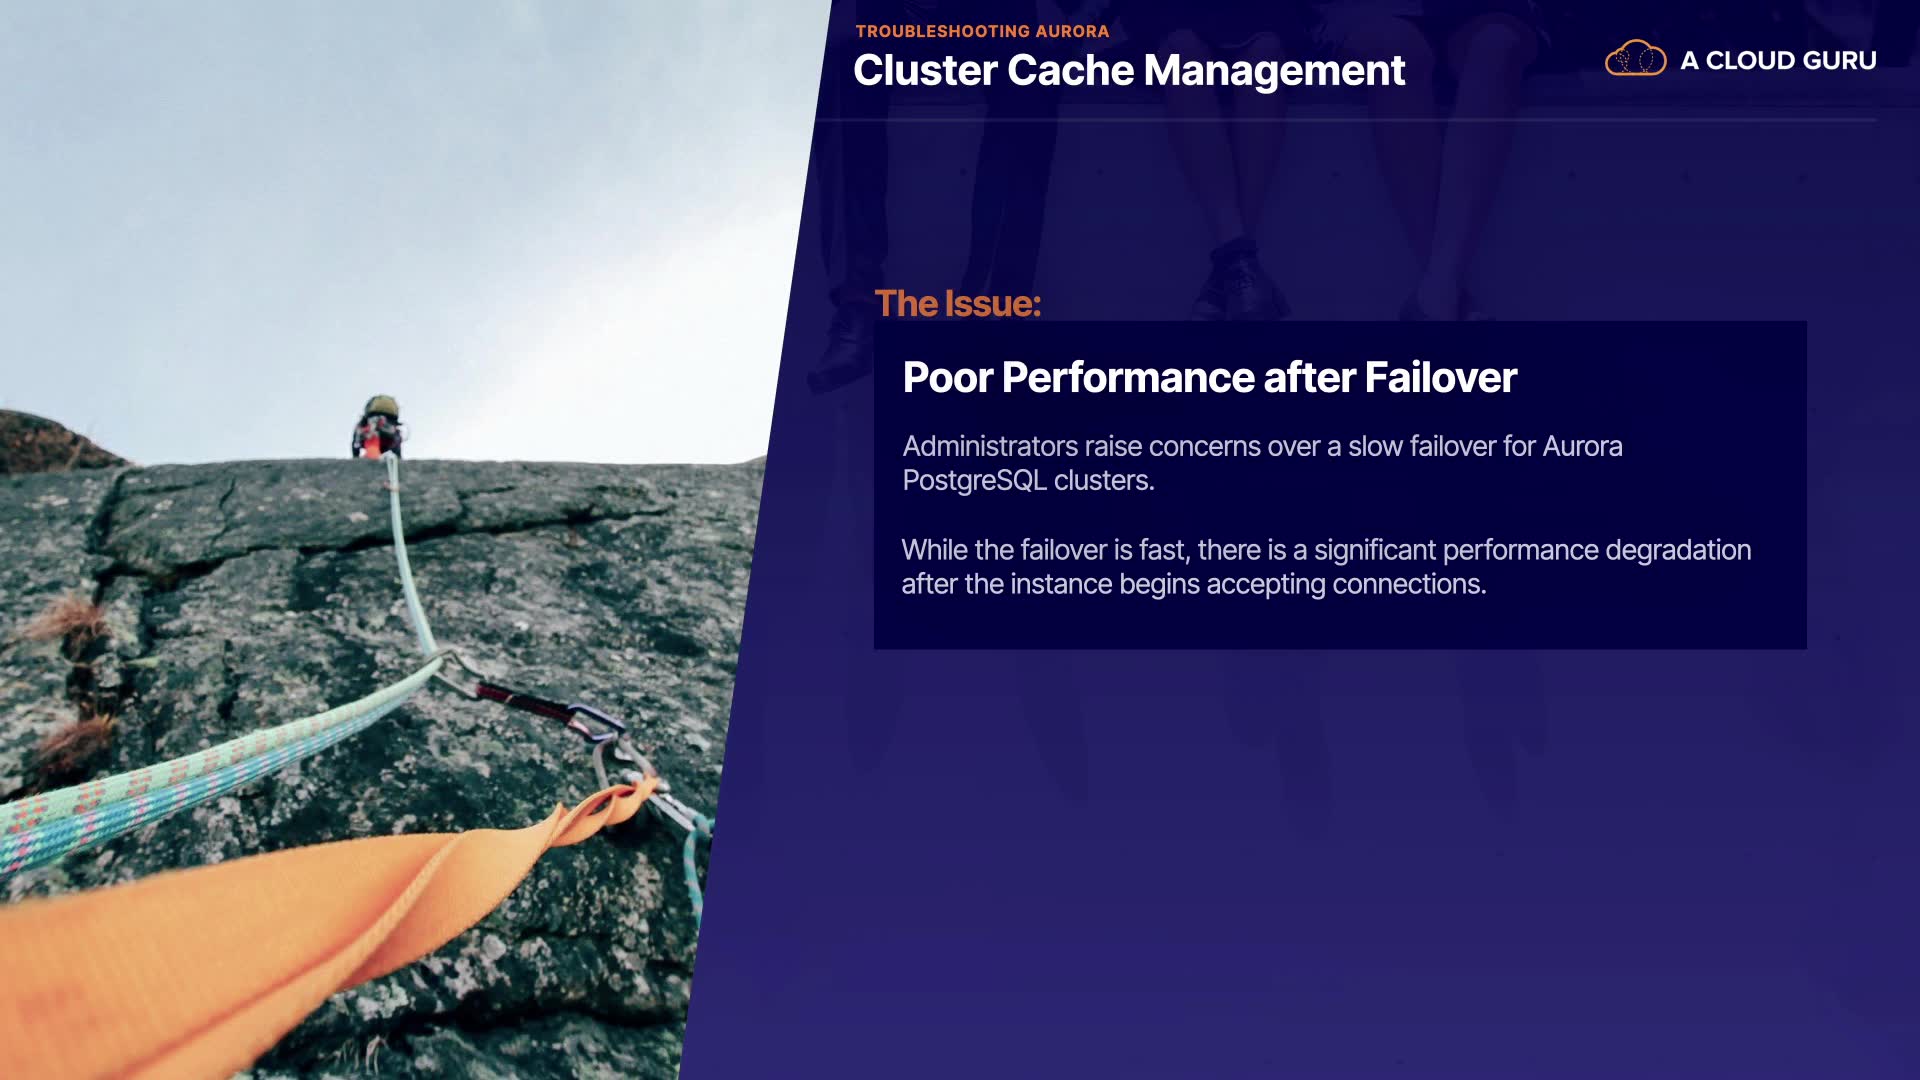 TROUBLESHOOTING AURORA
Cluster Cache Management
A CLOUD GURU
The Issue:
Poor Performance after Failover
Administrators raise concerns over a slow failover for Aurora
PostgreSQL clusters.
While the failover is fast, there is a significant performance degradation
after the instance begins accepting connections.